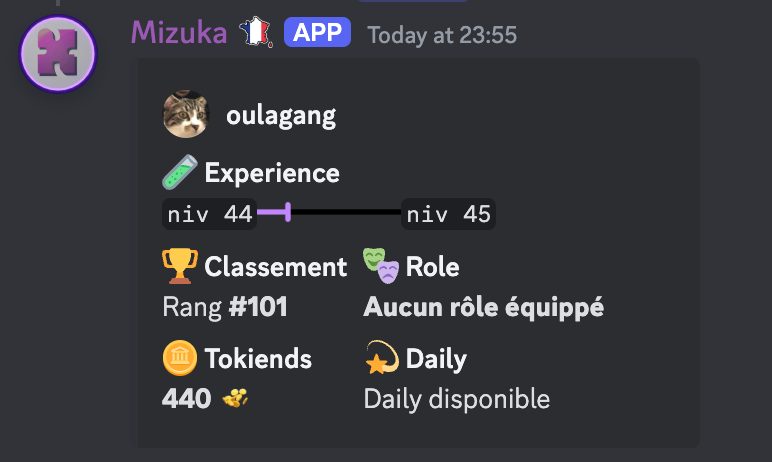 Mizuka APP Today at 23:55
oulagang
Experience
niv 44 niv 45
Classement Role
Rang #101 Aucun rôle équippé
Tokiends Daily
440 Daily disponible